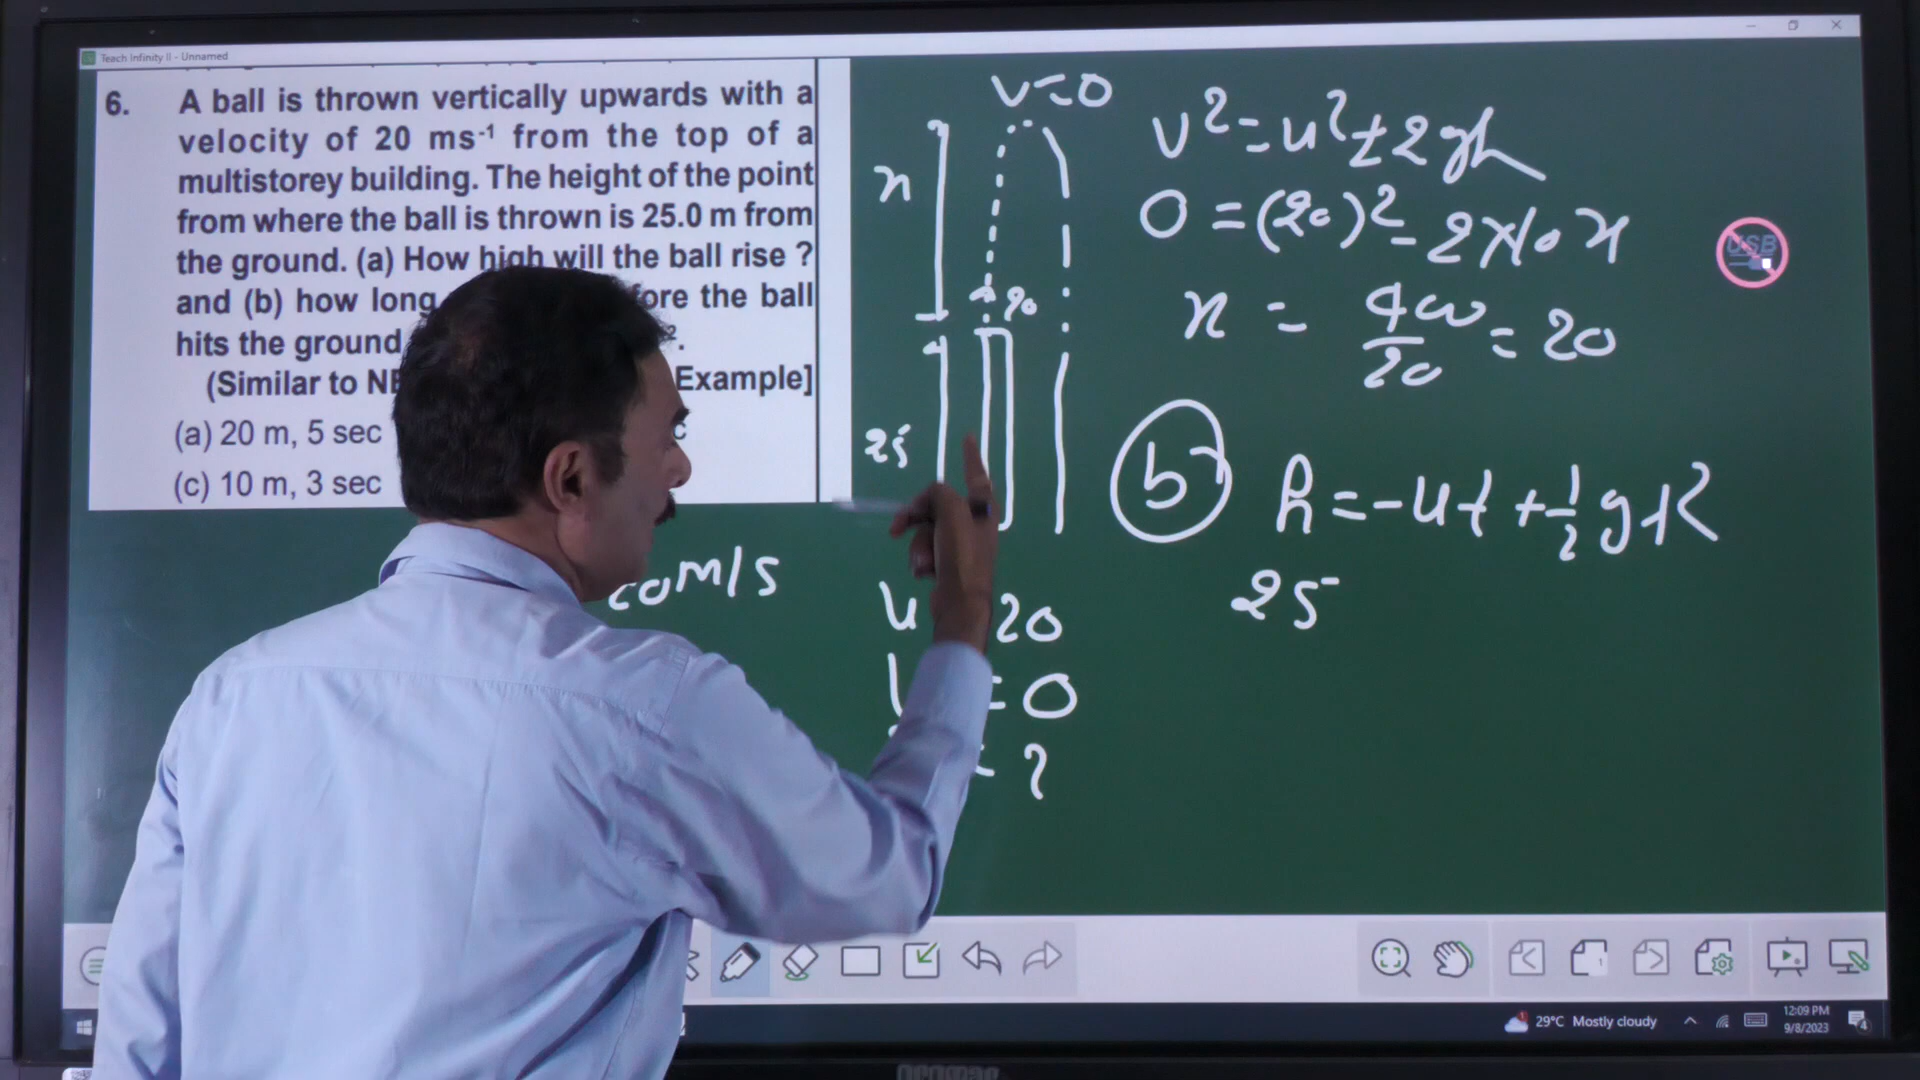 Teach Infinity II - Unnamed
6. A ball is thrown vertically upwards with a
velocity of 20 ms-1 from the top of a
multistorey building. The height of the point
from where the ball is thrown is 25.0 m from
the ground. (a) How high will the ball rise ?
and (b) how long the ball
hits the ground
(Similar to Example]
(a) 20 m, 5 sec
(c) 10 m, 3 sec
m/s
v=0
x
20
25
u 20
= 0
= ?
v²=u²±2gh
0=(20)²-2×10x
x = 400/20 = 20
b) h=-ut+1/2gt²
25
USB
29°C Mostly cloudy
12:09 PM
9/8/2023
4